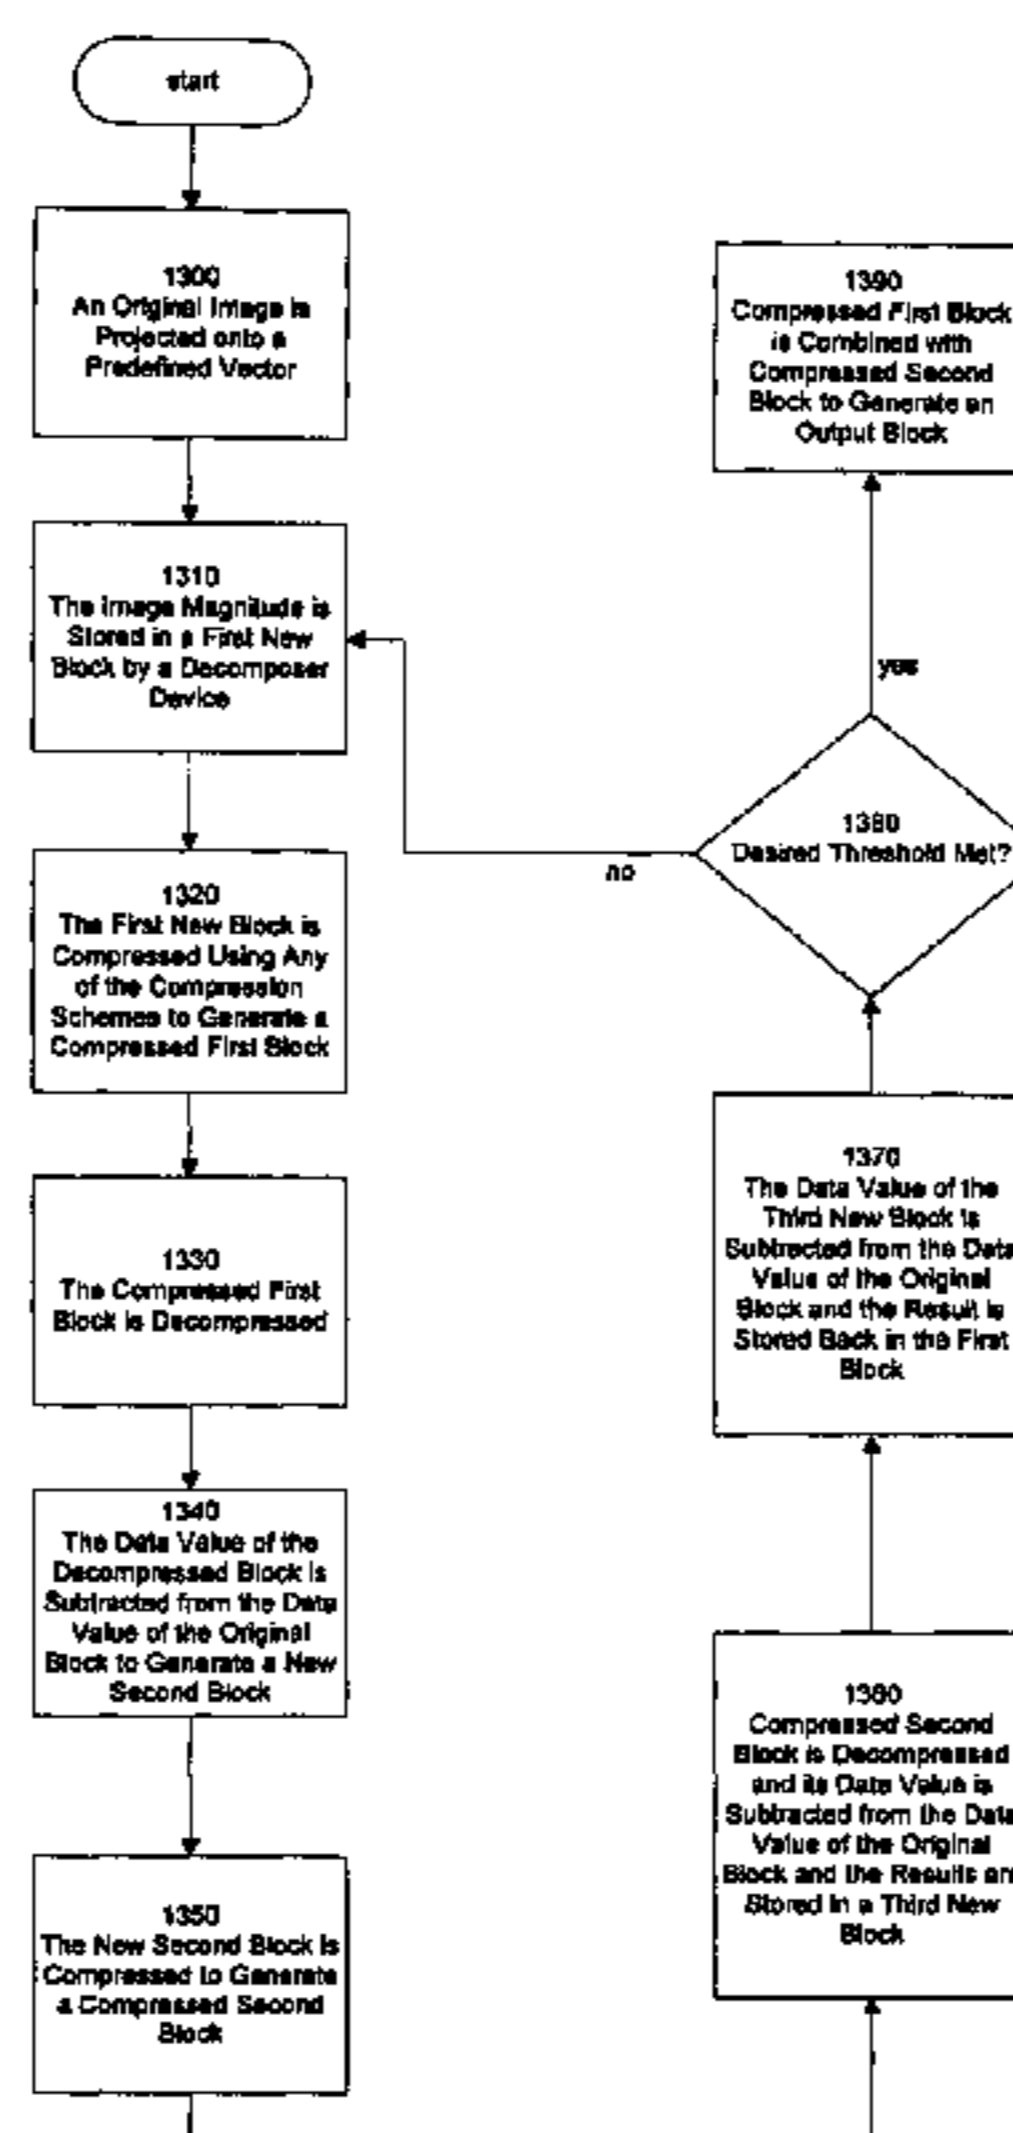 start
1300
An Original Image is
Projected onto a
Predefined Vector
1310
The Image Magnitude is
Stored in a First New
Block by a Decomposer
Device
1320
The First New Block is
Compressed Using Any
of the Compression
Schemes to Generate a
Compressed First Block
1330
The Compressed First
Block is Decompressed
1340
The Data Value of the
Decompressed Block is
Subtracted from the Data
Value of the Original
Block to Generate a New
Second Block
1350
The New Second Block is
Compressed to Generate
a Compressed Second
Block
1390
Compressed First Block
is Combined with
Compressed Second
Block to Generate an
Output Block
yes
1380
Desired Threshold Met?
no
1370
The Data Value of the
Third New Block is
Subtracted from the Data
Value of the Original
Block and the Result is
Stored Back in the First
Block
1360
Compressed Second
Block is Decompressed
and its Data Value is
Subtracted from the Data
Value of the Original
Block and the Results are
Stored in a Third New
Block